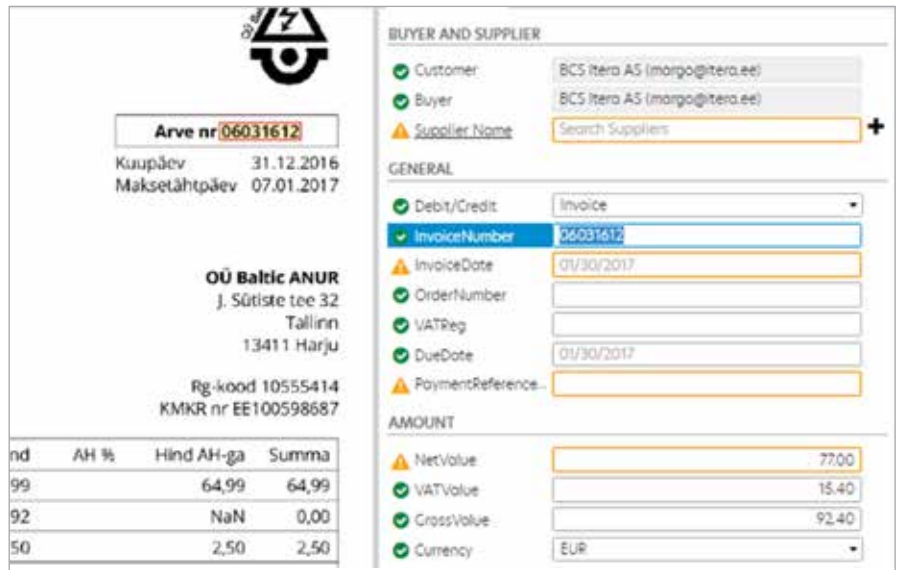 OÜ Bal
Arve nr 06031612
Kuupäev 31.12.2016
Maksetähtpäev 07.01.2017
OÜ Baltic ANUR
J. Sütiste tee 32
Tallinn
13411 Harju
Rg-kood 10555414
KMKR nr EE100598687
nd AH % Hind AH-ga Summa
99 64,99 64,99
92 NaN 0,00
50 2,50 2,50
BUYER AND SUPPLIER
Customer BCS Itera AS (margo@itera.ee)
Buyer BCS Itera AS (margo@itera.ee)
Supplier Name Search Suppliers
GENERAL
Debit/Credit Invoice
InvoiceNumber 06031612
InvoiceDate 01/30/2017
OrderNumber
VATReg
DueDate 01/30/2017
PaymentReference...
AMOUNT
NetValue 77.00
VATValue 15.40
GrossValue 92.40
Currency EUR